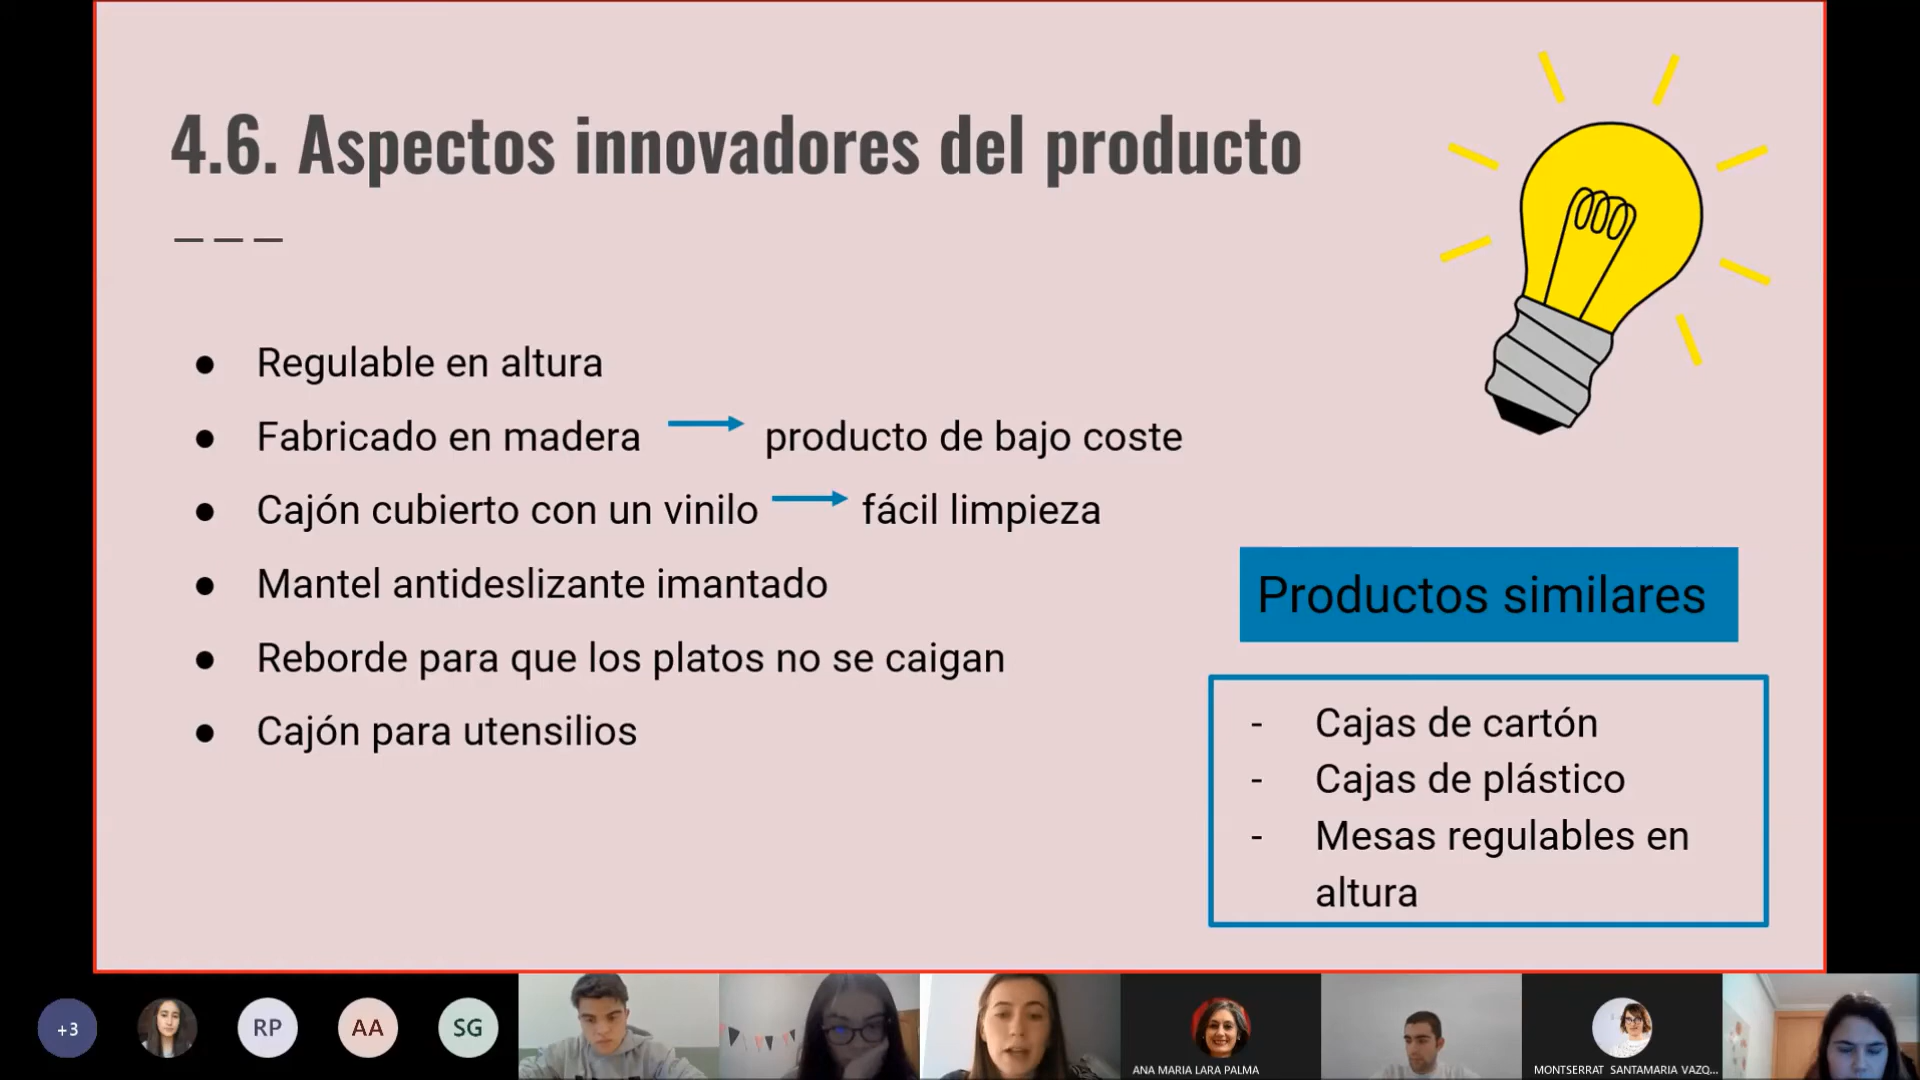 4.6. Aspectos innovadores del producto
● Regulable en altura
● Fabricado en madera producto de bajo coste
● Cajón cubierto con un vinilo fácil limpieza
● Mantel antideslizante imantado
● Reborde para que los platos no se caigan
● Cajón para utensilios
Productos similares
- Cajas de cartón
- Cajas de plástico
- Mesas regulables en
altura
+3
RP
AA
SG
ANA MARIA LARA PALMA
MONTSERRAT SANTAMARIA VAZQ...